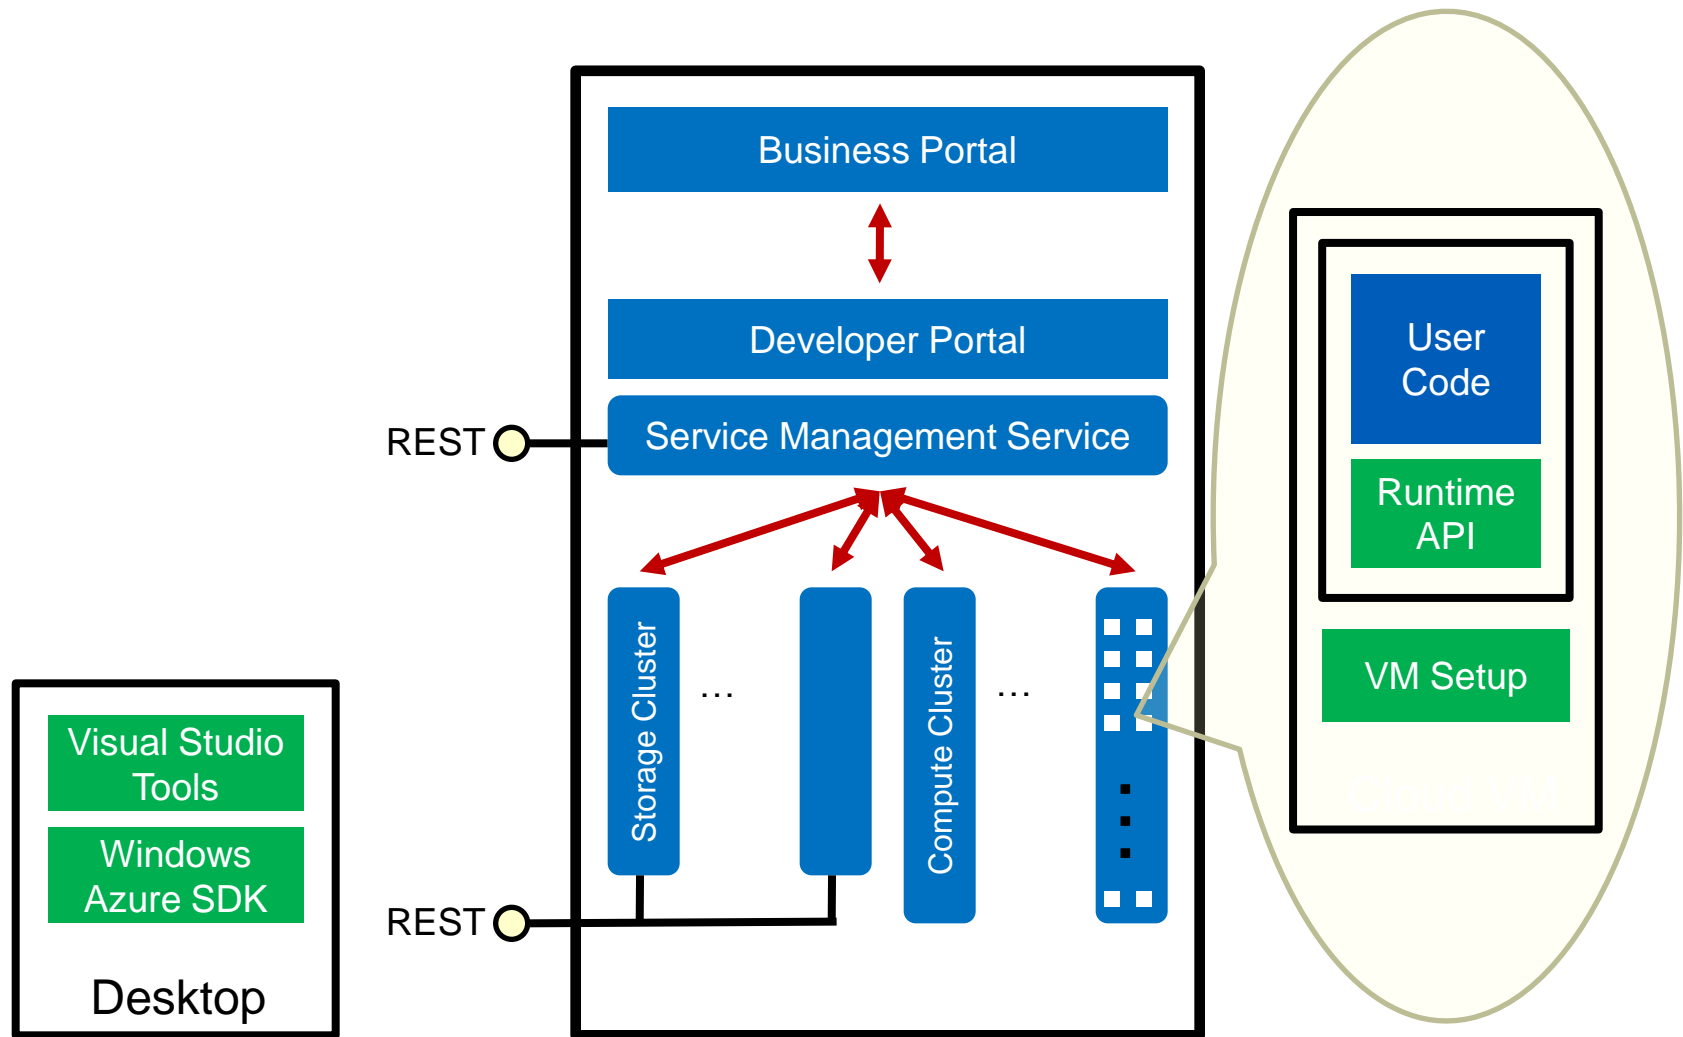 Business Portal
Developer Portal
REST
Service Management Service
Storage Cluster
...
Compute Cluster
...
REST
Visual Studio
Tools
Windows
Azure SDK
Desktop
User
Code
Runtime
API
VM Setup